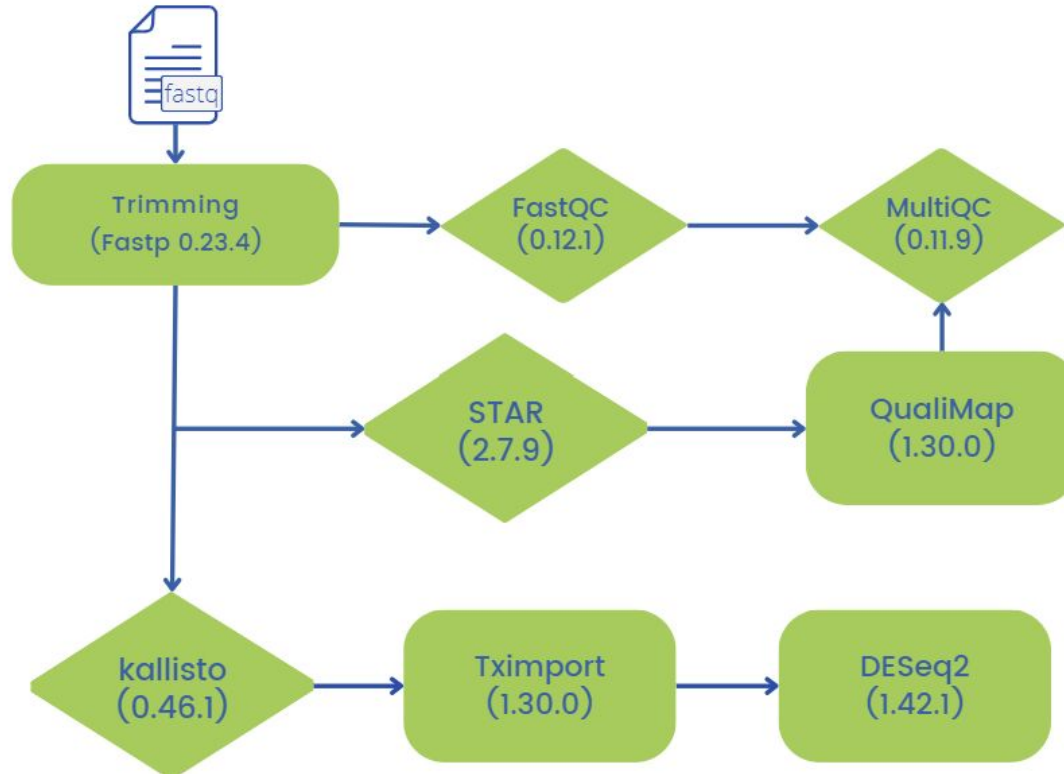 fastq
Trimming
(Fastp 0.23.4)
FastQC
(0.12.1)
MultiQC
(0.11.9)
STAR
(2.7.9)
QualiMap
(1.30.0)
kallisto
(0.46.1)
Tximport
(1.30.0)
DESeq2
(1.42.1)